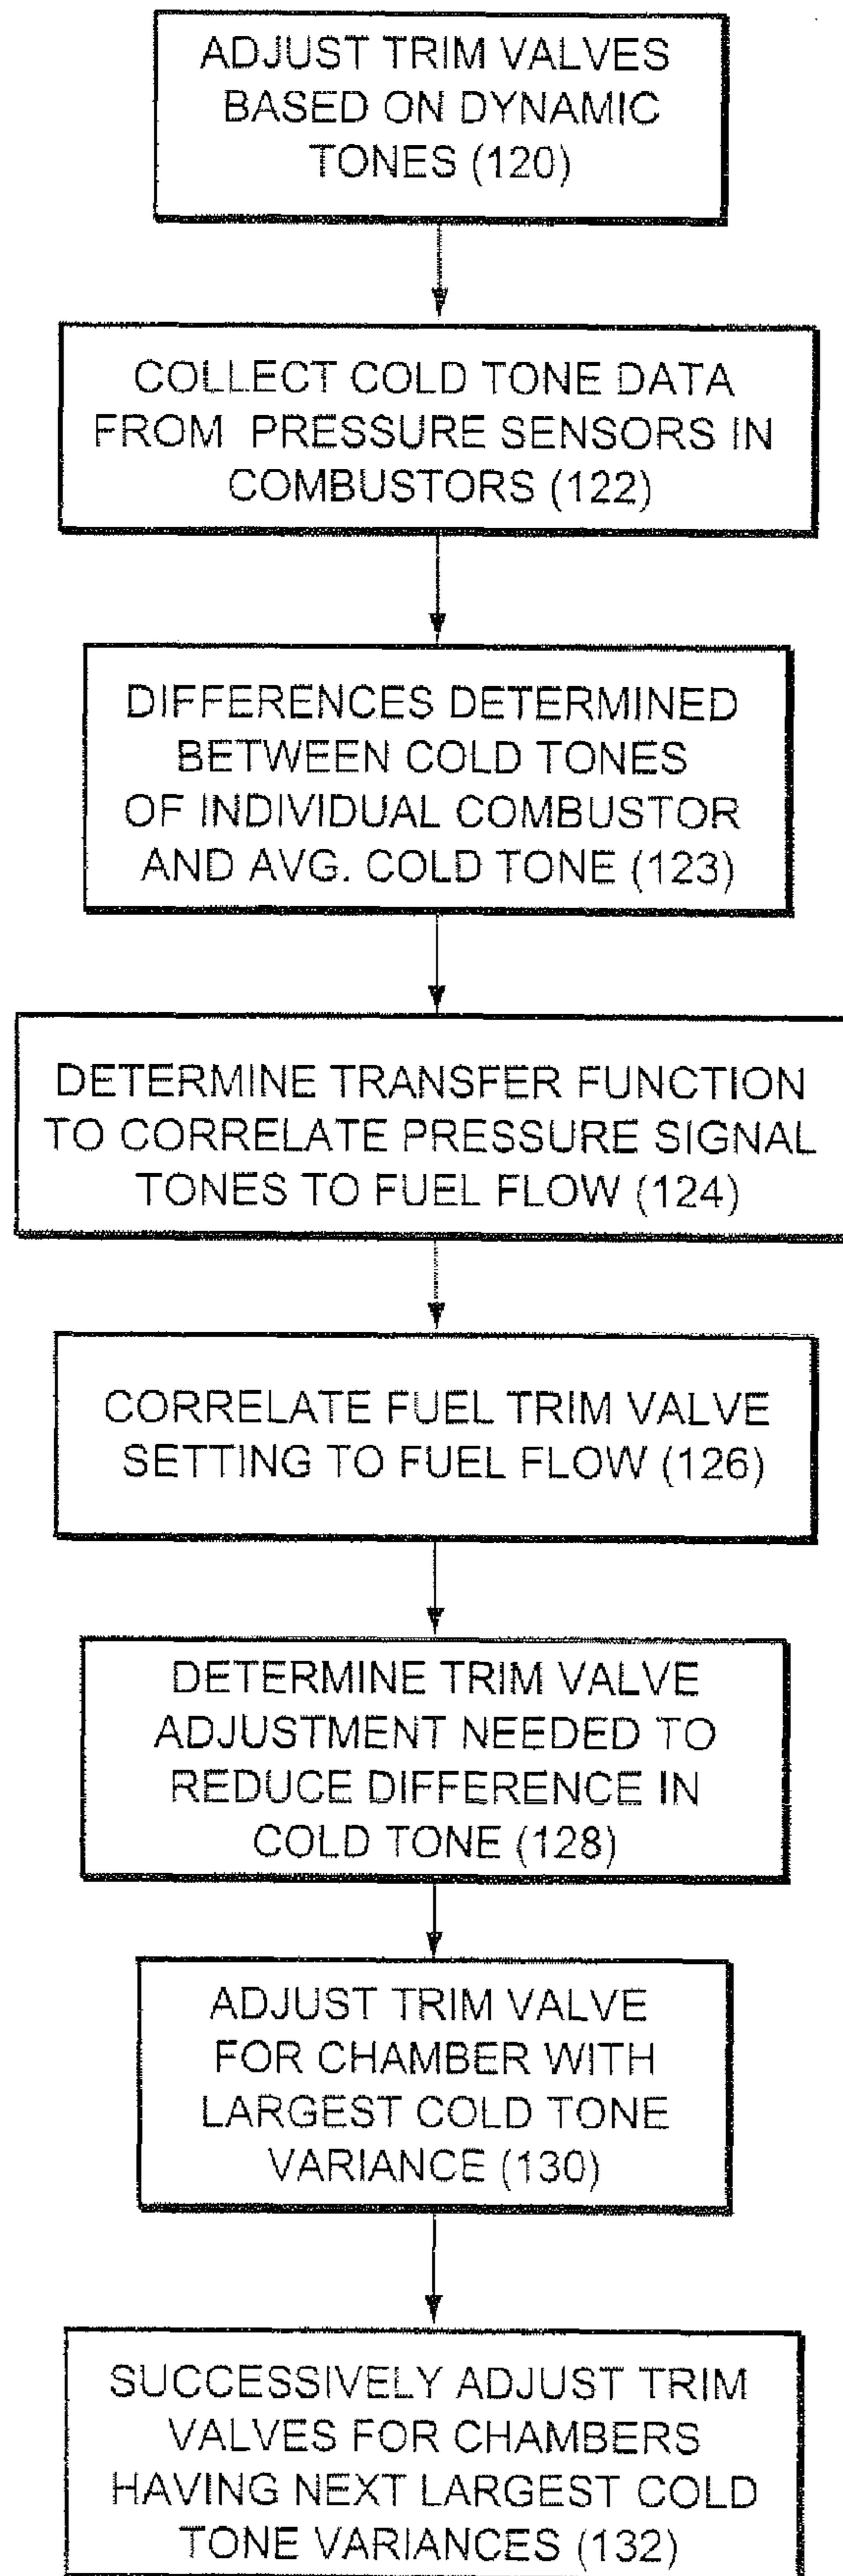 ADJUST TRIM VALVES
BASED ON DYNAMIC
TONES (120)
COLLECT COLD TONE DATA
FROM PRESSURE SENSORS IN
COMBUSTORS (122)
DIFFERENCES DETERMINED
BETWEEN COLD TONES
OF INDIVIDUAL COMBUSTOR
AND AVG. COLD TONE (123)
DETERMINE TRANSFER FUNCTION
TO CORRELATE PRESSURE SIGNAL
TONES TO FUEL FLOW (124)
CORRELATE FUEL TRIM VALVE
SETTING TO FUEL FLOW (126)
DETERMINE TRIM VALVE
ADJUSTMENT NEEDED TO
REDUCE DIFFERENCE IN
COLD TONE (128)
ADJUST TRIM VALVE
FOR CHAMBER WITH
LARGEST COLD TONE
VARIANCE (130)
SUCCESSIVELY ADJUST TRIM
VALVES FOR CHAMBERS
HAVING NEXT LARGEST COLD
TONE VARIANCES (132)